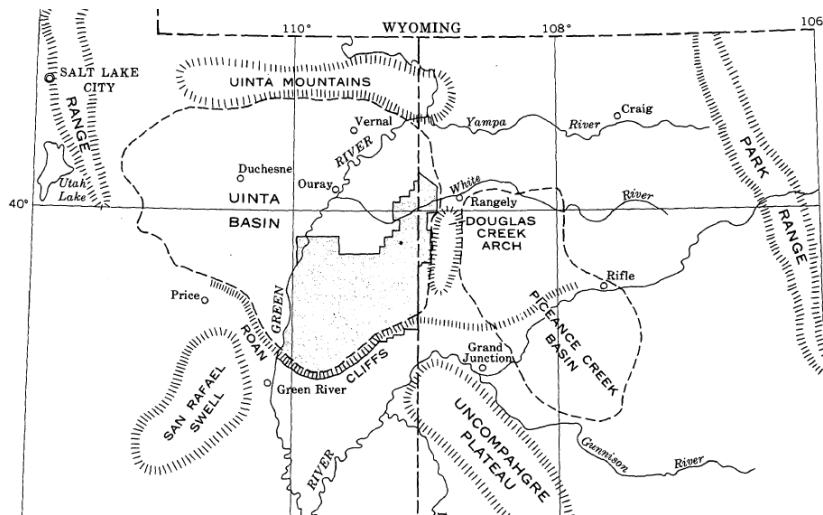 WYOMING
110°
108°
106
SALT LAKE
CITY
RANGE
UINTA MOUNTAINS
Vernal
RIVER
Yampa
River
Craig
Utah
Lake
Duchesne
Ouray
White
River
PARK
RANGE
40°
UINTA
BASIN
Rangely
DOUGLAS
CREEK
ARCH
Price
GREEN
ROAN
CLIFFS
Rifle
PICEANCE CREEK
BASIN
Grand
Junction
Green River
SAN RAFAEL
SWELL
RIVER
UNCOMPAHGRE
PLATEAU
Gunnison
River